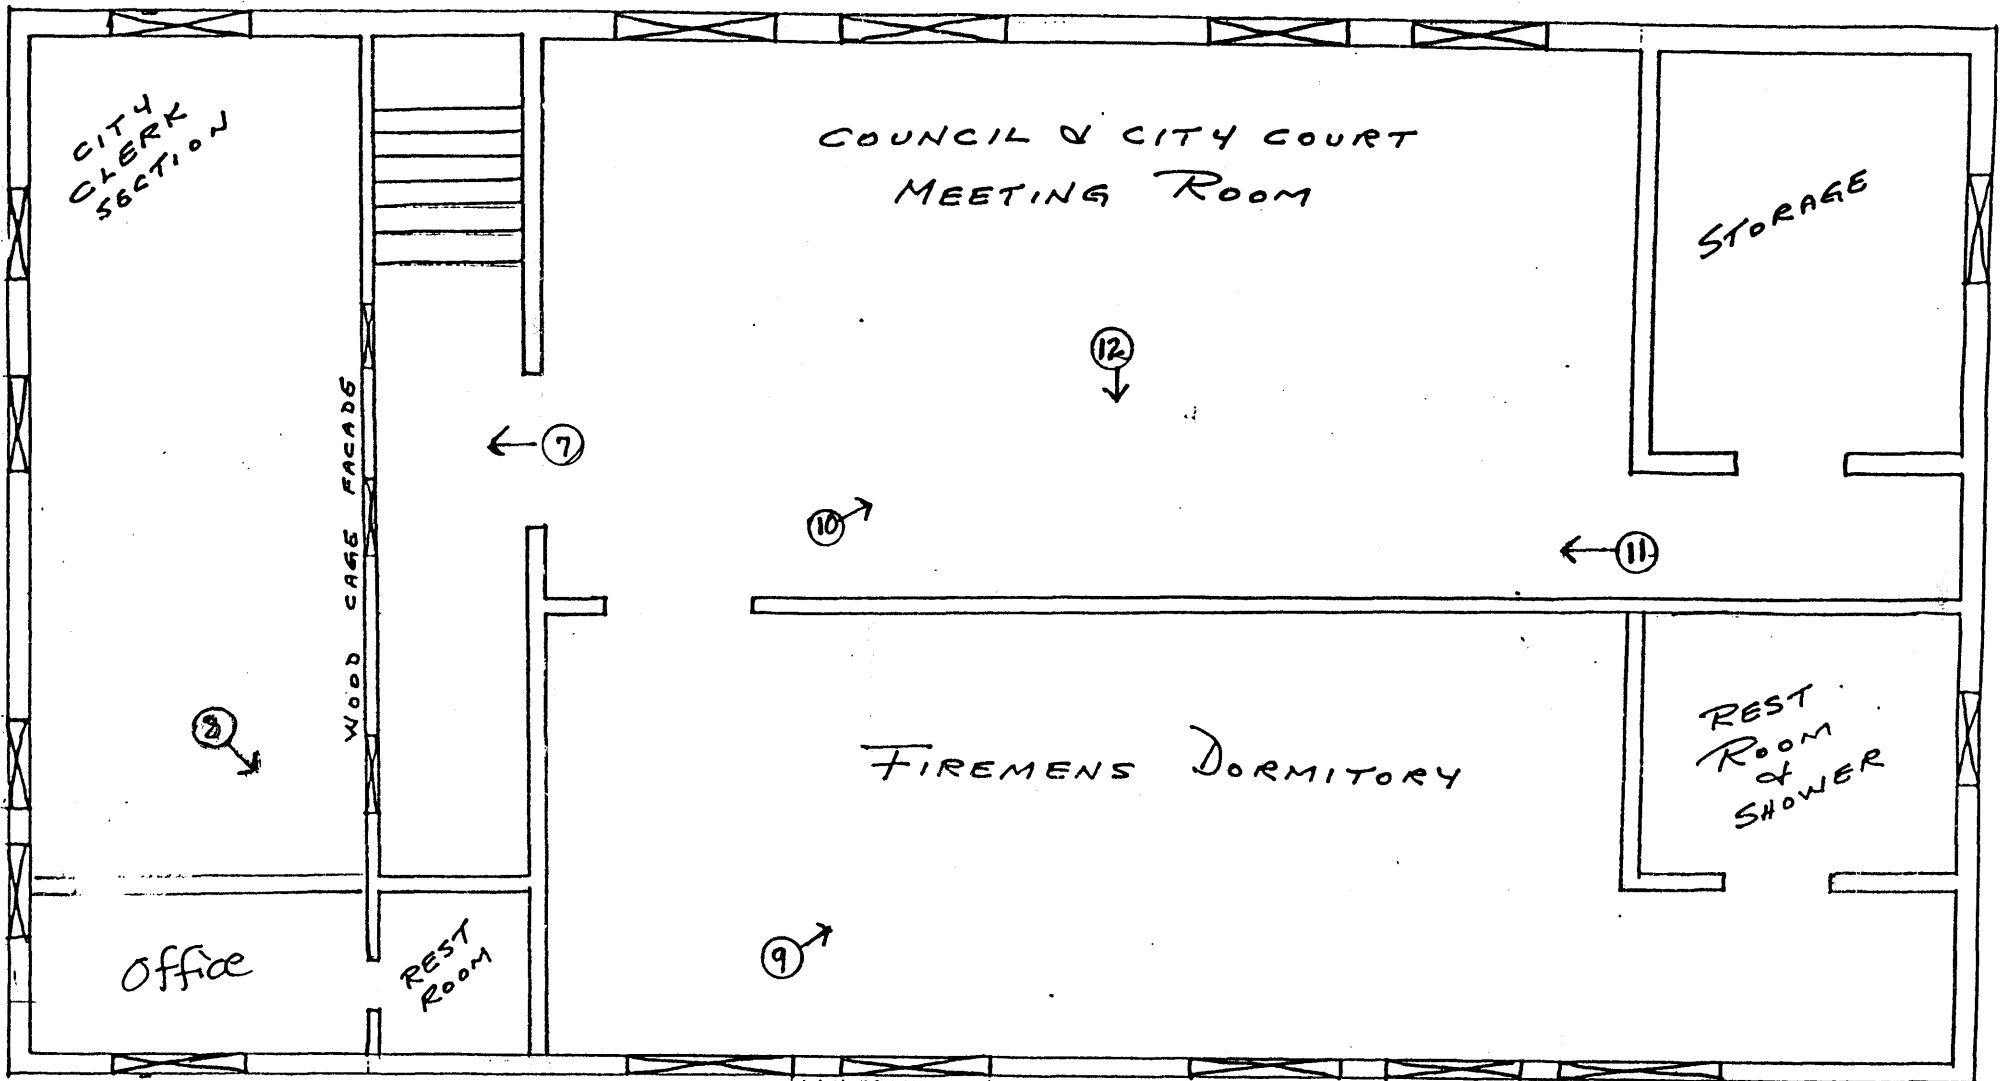 CITY
CLERK
SECTION
COUNCIL & CITY COURT
MEETING ROOM
STORAGE
12
WOOD CAGE FACADE
7
10
11
8
FIREMENS DORMITORY
REST
ROOM
&
SHOWER
Office
REST
ROOM
9